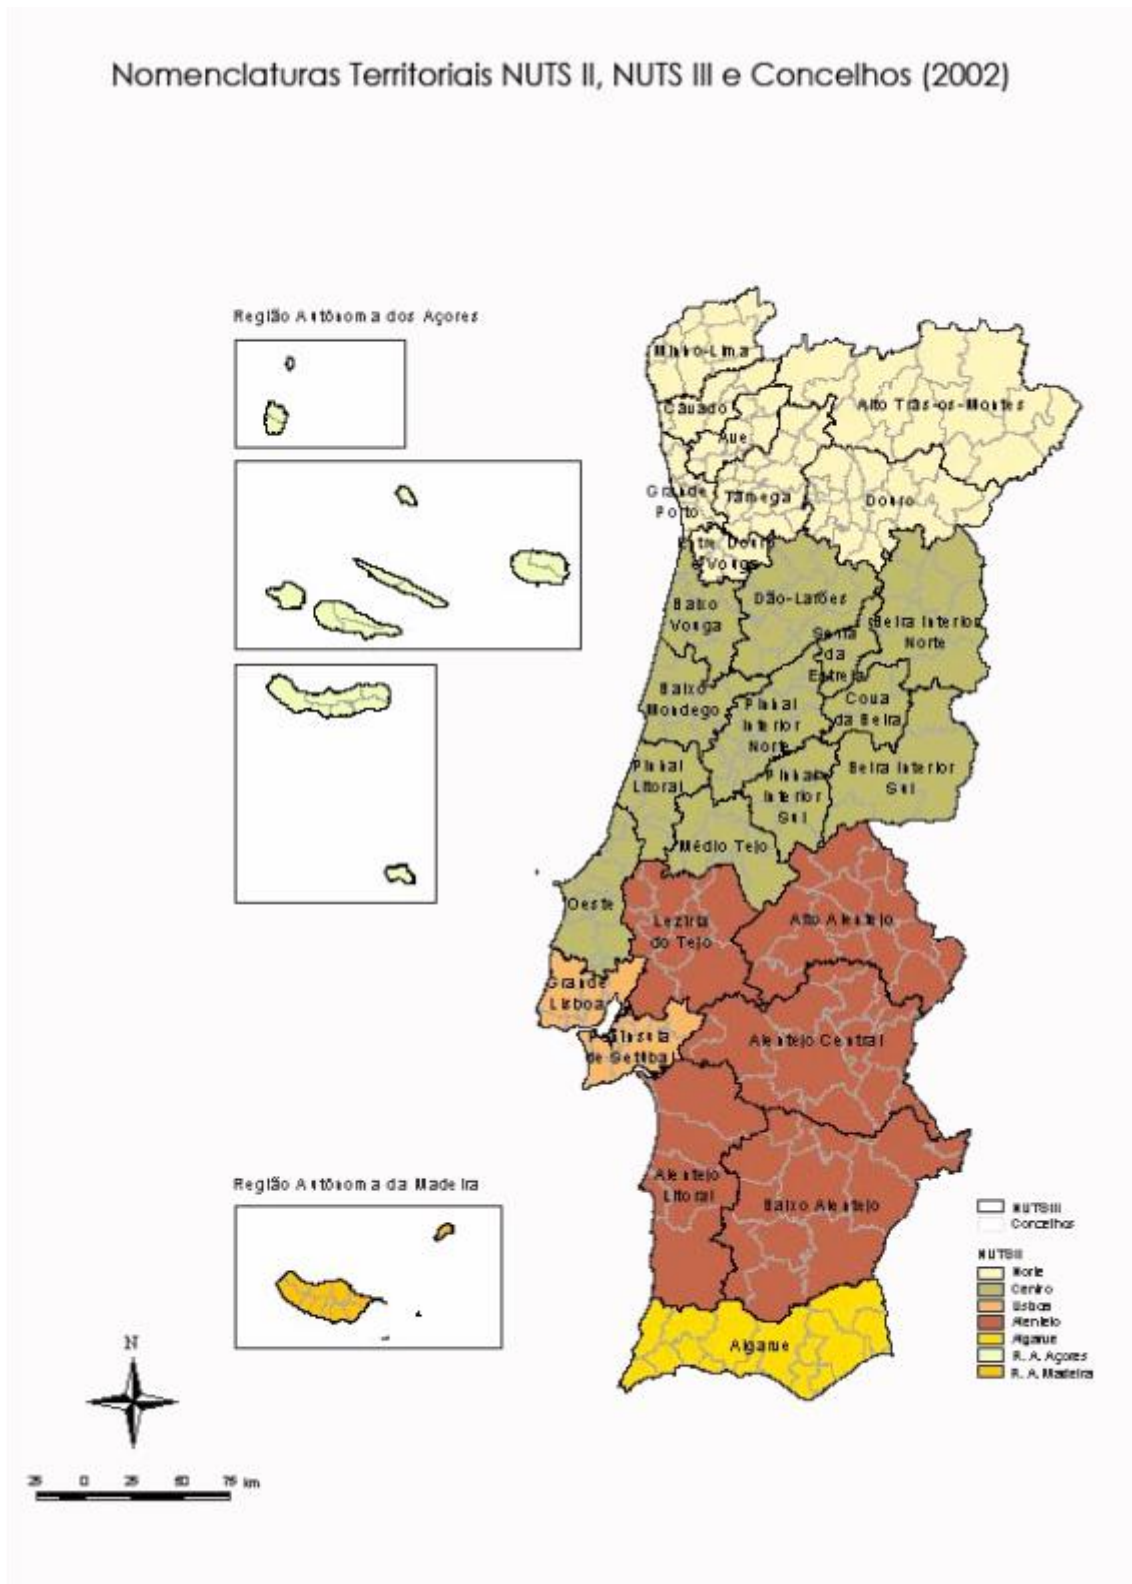 Nomenclaturas Territoriais NUTS II, NUTS III e Concelhos (2002)
Região Autónoma dos Açores
Minho-Lima
Cávado
Alto Trás-os-Montes
Ave
Grande
Porto
Tâmega
Douro
Entre Douro
e Vouga
Baixo
Vouga
Dão-Lafões
Serra
da
Estrela
Beira Interior
Norte
Baixo
Mondego
Pinhal
Interior
Norte
Cova
da Beira
Pinhal
Litoral
Pinhal
Interior
Sul
Beira Interior
Sul
Médio Tejo
Oeste
Lezíria
do Tejo
Alto Alentejo
Grande
Lisboa
Península
de Setúbal
Alentejo Central
Região Autónoma da Madeira
Alentejo
Litoral
Baixo Alentejo
Algarve
NUTSIII
Concelhos
NUTSII
Norte
Centro
Lisboa
Alentejo
Algarve
R. A. Açores
R. A. Madeira
N
25 0 25 50 75 km